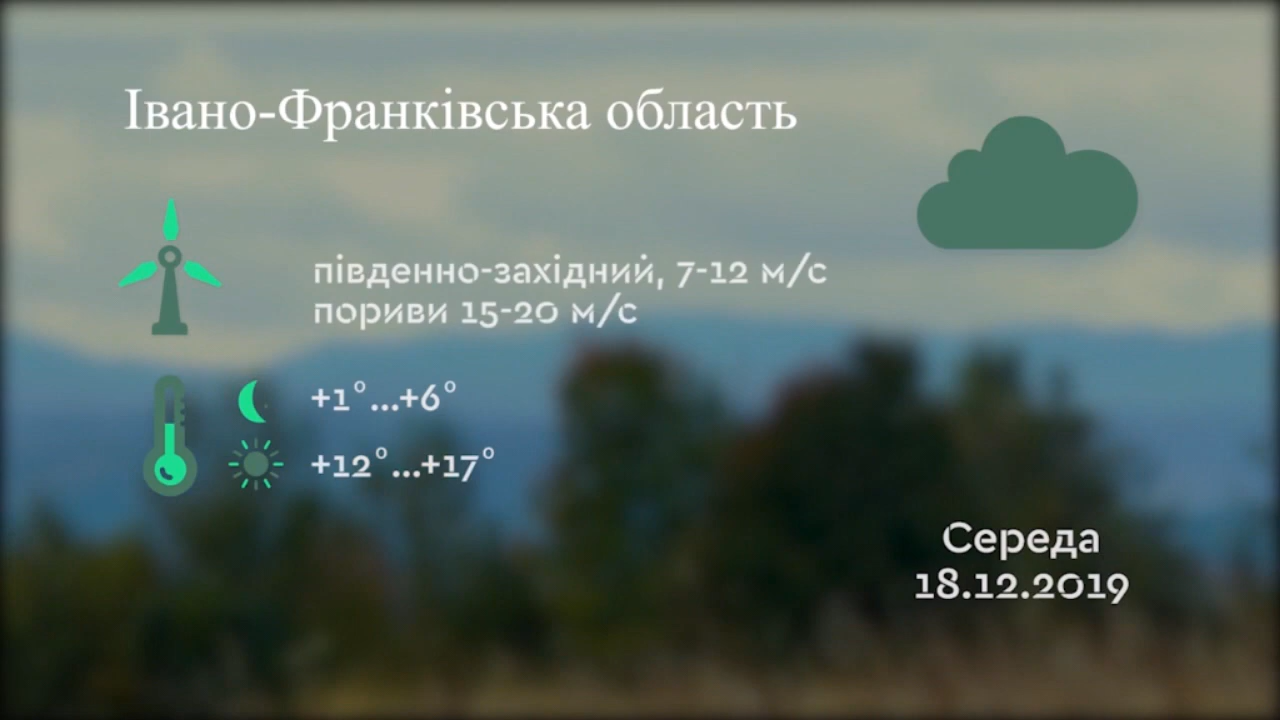 Івано-Франківська область
південно-західний, 7-12 м/с
пориви 15-20 м/с
+1°...+6°
+12°...+17°
Середа
18.12.2019